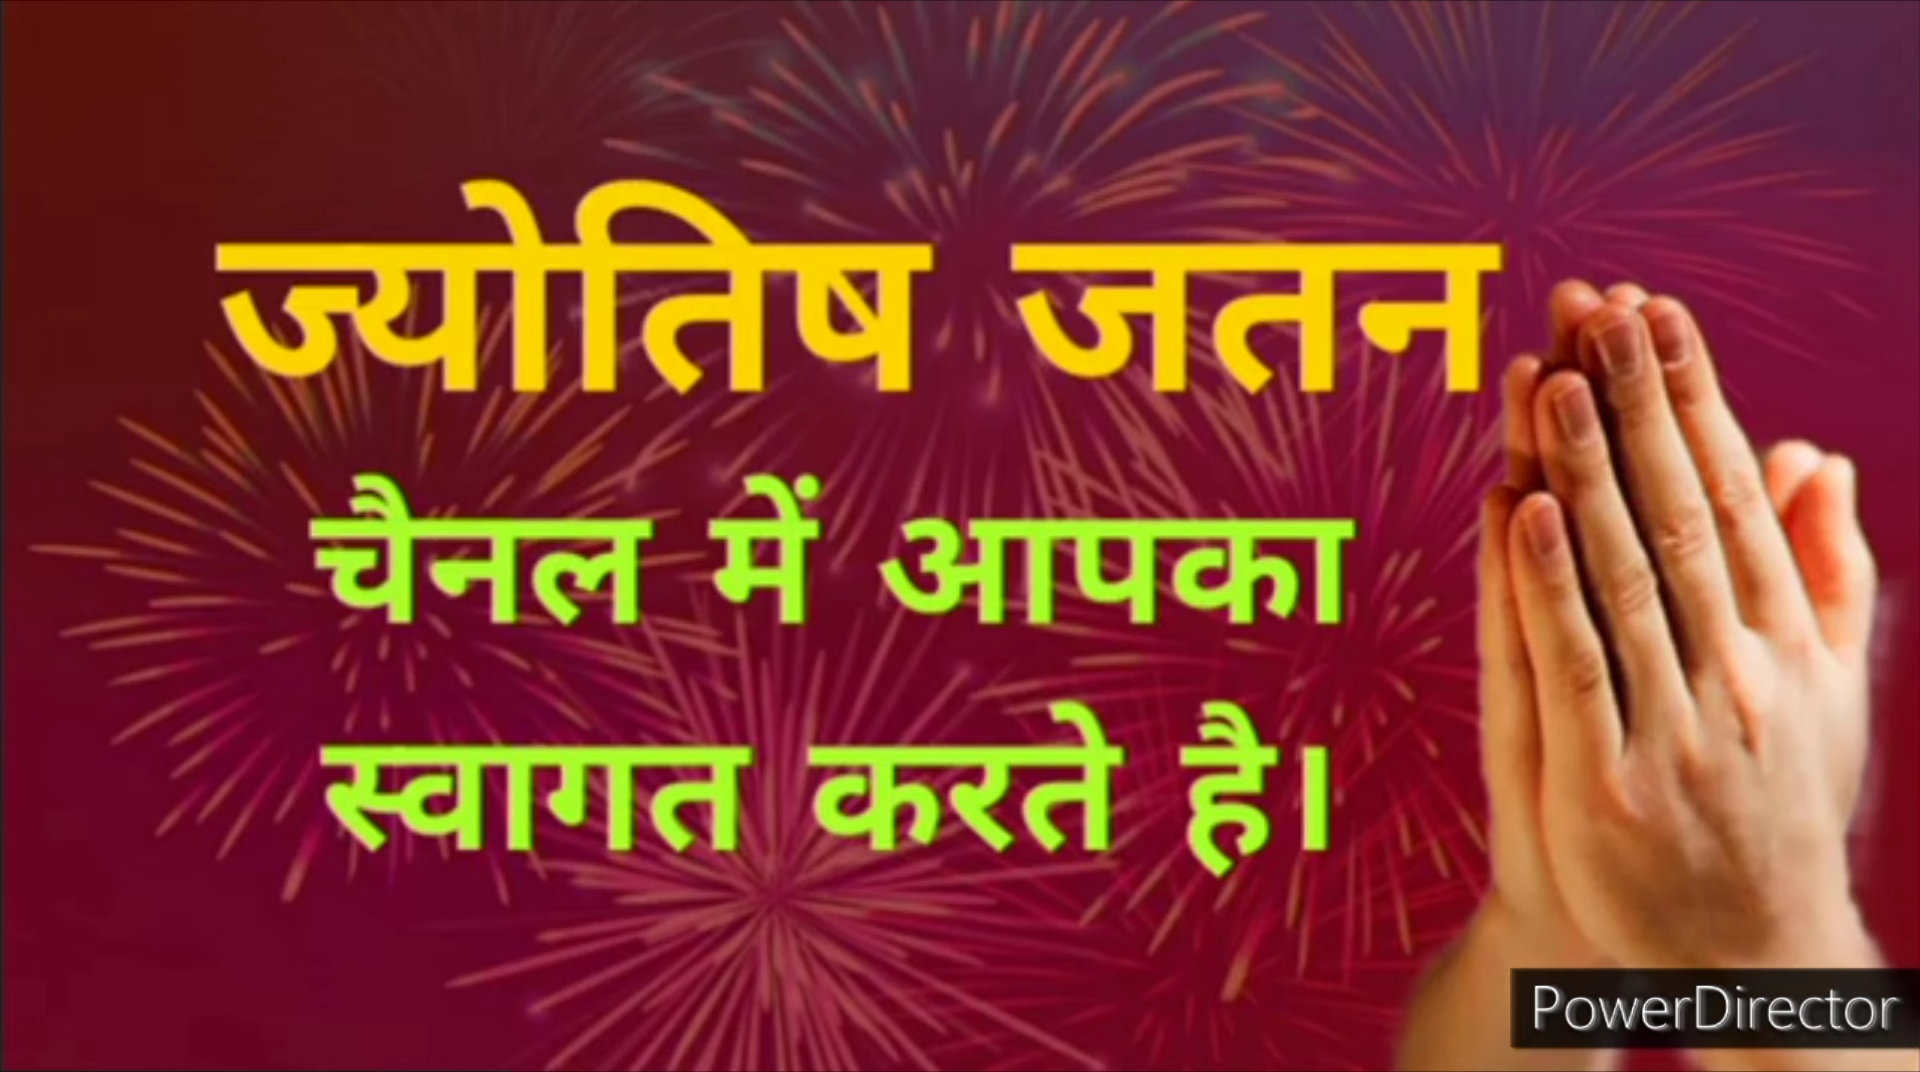 ज्योतिष जतन
चैनल में आपका
स्वागत करते है।
PowerDirector